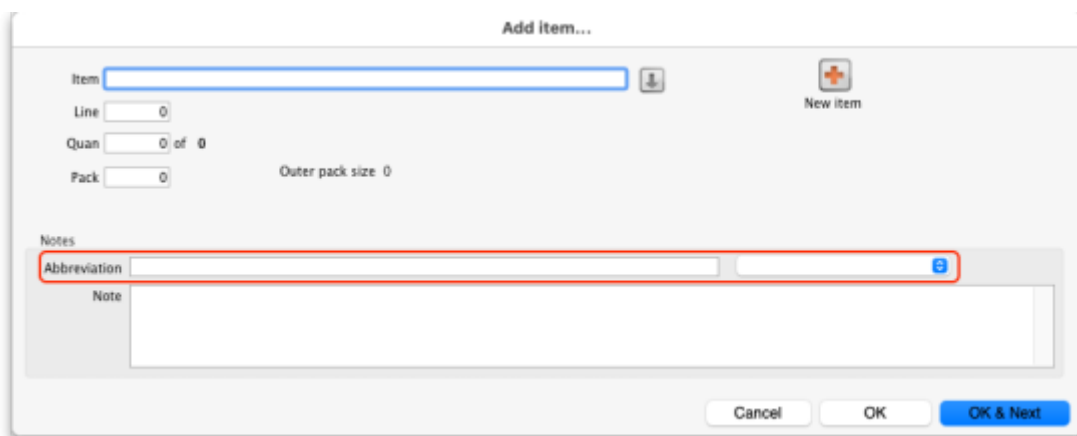 Add item...
Item
New item
Line 0
Quan 0 of 0
Pack 0 Outer pack size 0
Notes
Abbreviation
Note
Cancel OK OK & Next